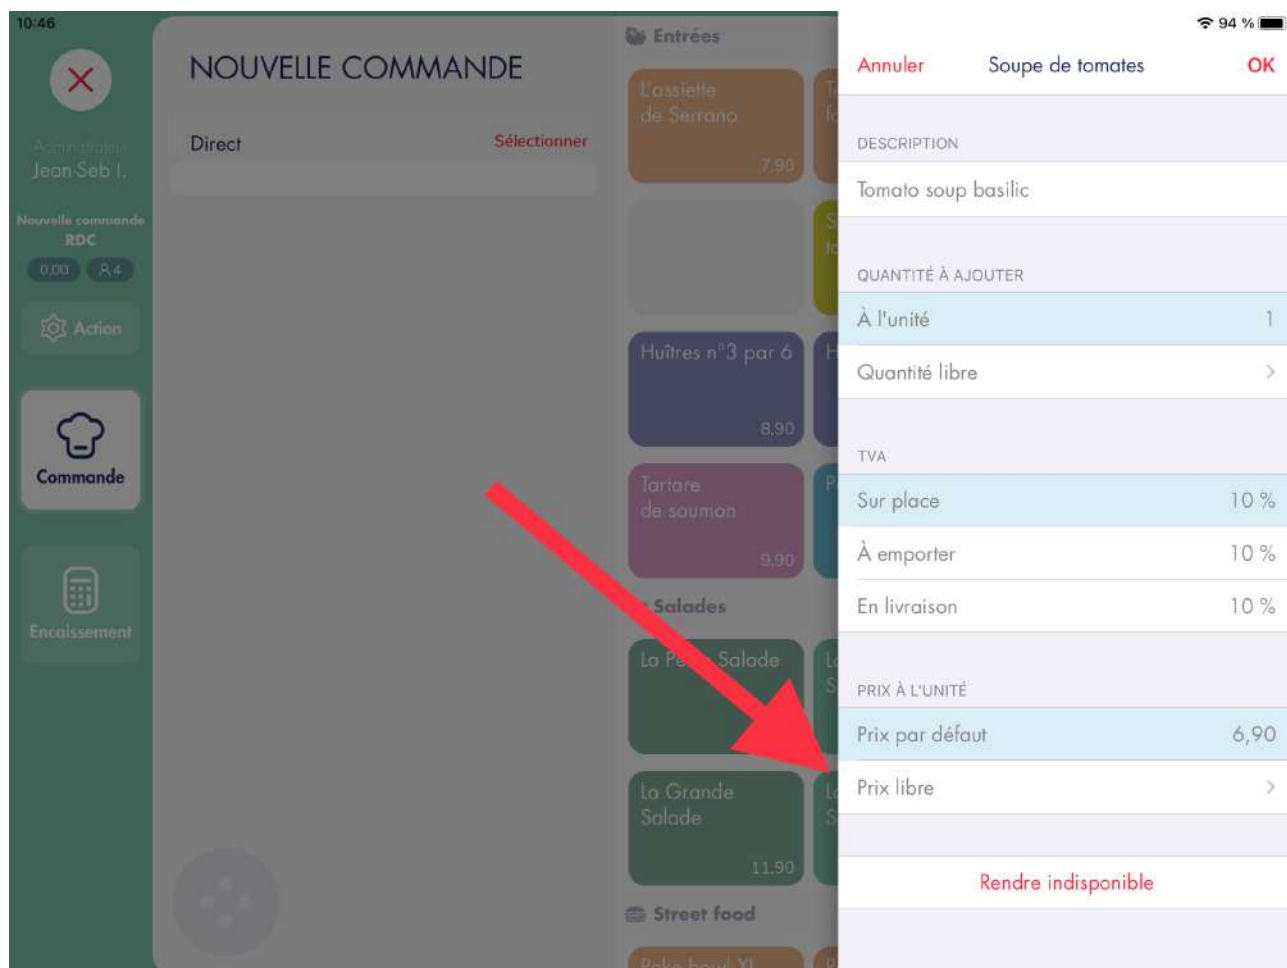 10:46
94 %
Administrateur
Jean-Seb I.
Nouvelle commande
RDC
0,00
4
Action
Commande
Encaissement
NOUVELLE COMMANDE
Direct
Sélectionner
Entrées
L'assiette
de Serrano
7,90
Huîtres n°3 par 6
8,90
Tartare
de saumon
9,90
Salades
Salade
La Grande
Salade
11,90
Street food
Poke bowl XL
Annuler
Soupe de tomates
OK
DESCRIPTION
Tomato soup basilic
QUANTITÉ À AJOUTER
À l'unité
1
Quantité libre
TVA
Sur place
10 %
À emporter
10 %
En livraison
10 %
PRIX À L'UNITÉ
Prix par défaut
6,90
Prix libre
Rendre indisponible